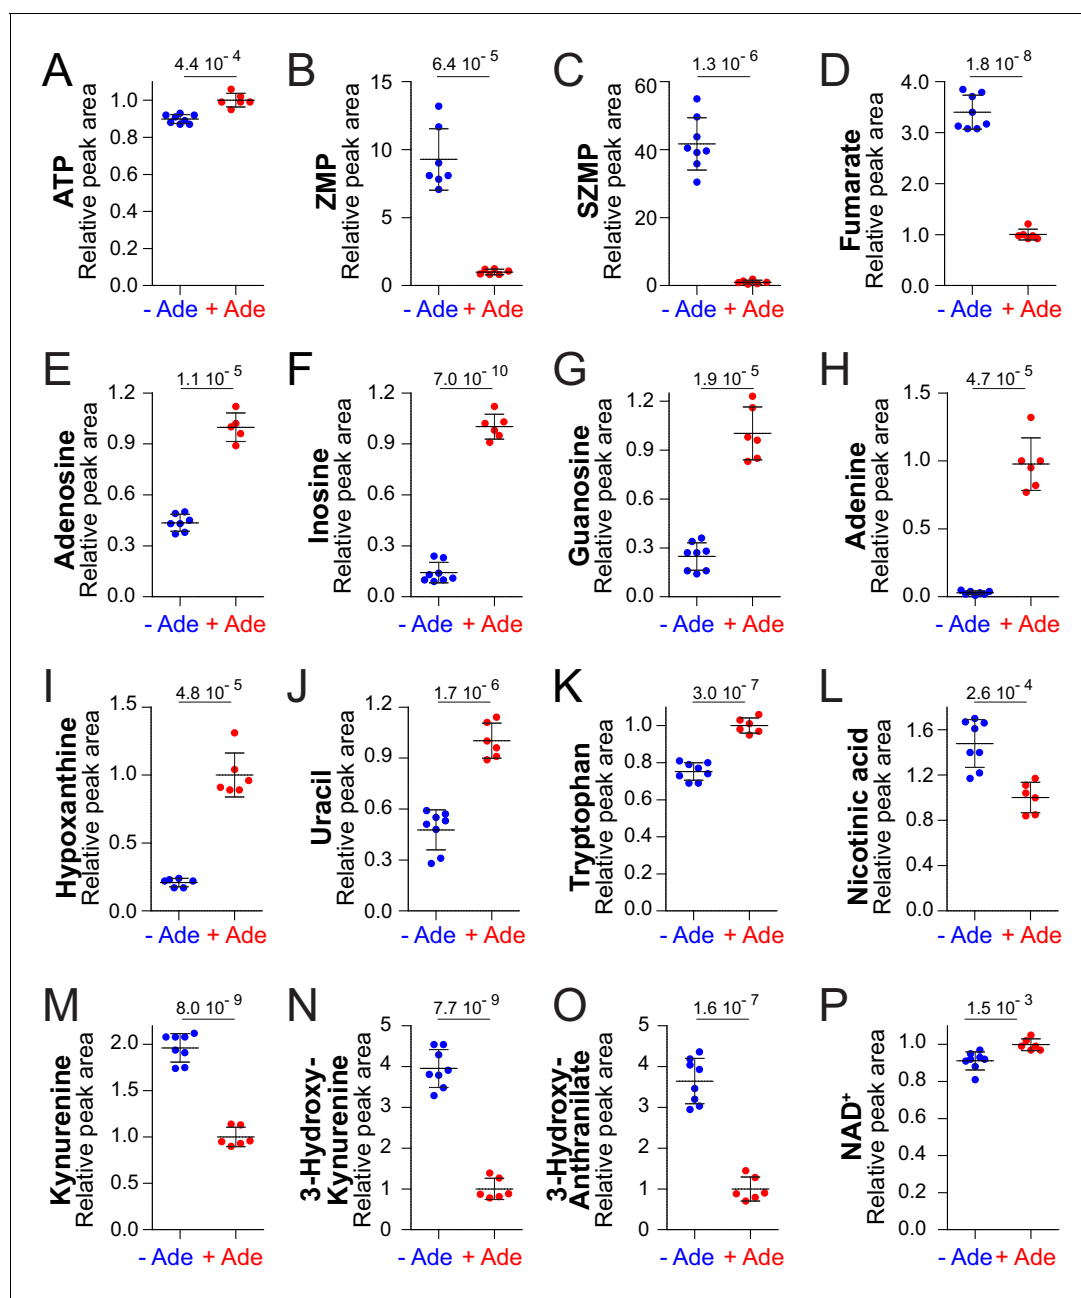 A
4.4 10⁻⁴
ATP
Relative peak area
1.0
0.8
0.6
0.4
0.2
0.0
- Ade + Ade
B
6.4 10⁻⁵
ZMP
Relative peak area
15
10
5
0
- Ade + Ade
C
1.3 10⁻⁶
SZMP
Relative peak area
60
40
20
0
- Ade + Ade
D
1.8 10⁻⁸
Fumarate
Relative peak area
4.0
3.0
2.0
1.0
0.0
- Ade + Ade
E
1.1 10⁻⁵
Adenosine
Relative peak area
1.2
0.9
0.6
0.3
0.0
- Ade + Ade
F
7.0 10⁻¹⁰
Inosine
Relative peak area
1.2
0.9
0.6
0.3
0.0
- Ade + Ade
G
1.9 10⁻⁵
Guanosine
Relative peak area
1.2
0.9
0.6
0.3
0.0
- Ade + Ade
H
4.7 10⁻⁵
Adenine
Relative peak area
1.5
1.0
0.5
0.0
- Ade + Ade
I
4.8 10⁻⁵
Hypoxanthine
Relative peak area
1.5
1.0
0.5
0.0
- Ade + Ade
J
1.7 10⁻⁶
Uracil
Relative peak area
1.2
0.9
0.6
0.3
0.0
- Ade + Ade
K
3.0 10⁻⁷
Tryptophan
Relative peak area
1.0
0.8
0.6
0.4
0.2
0.0
- Ade + Ade
L
2.6 10⁻⁴
Nicotinic acid
Relative peak area
1.6
1.2
0.8
0.4
0.0
- Ade + Ade
M
8.0 10⁻⁹
Kynurenine
Relative peak area
2.0
1.5
1.0
0.5
0.0
- Ade + Ade
N
7.7 10⁻⁹
3-Hydroxy-
Kynurenine
Relative peak area
5
4
3
2
1
0
- Ade + Ade
O
1.6 10⁻⁷
3-Hydroxy-
Anthranilate
Relative peak area
5
4
3
2
1
0
- Ade + Ade
P
1.5 10⁻³
NAD⁺
Relative peak area
1.0
0.8
0.6
0.4
0.2
0.0
- Ade + Ade